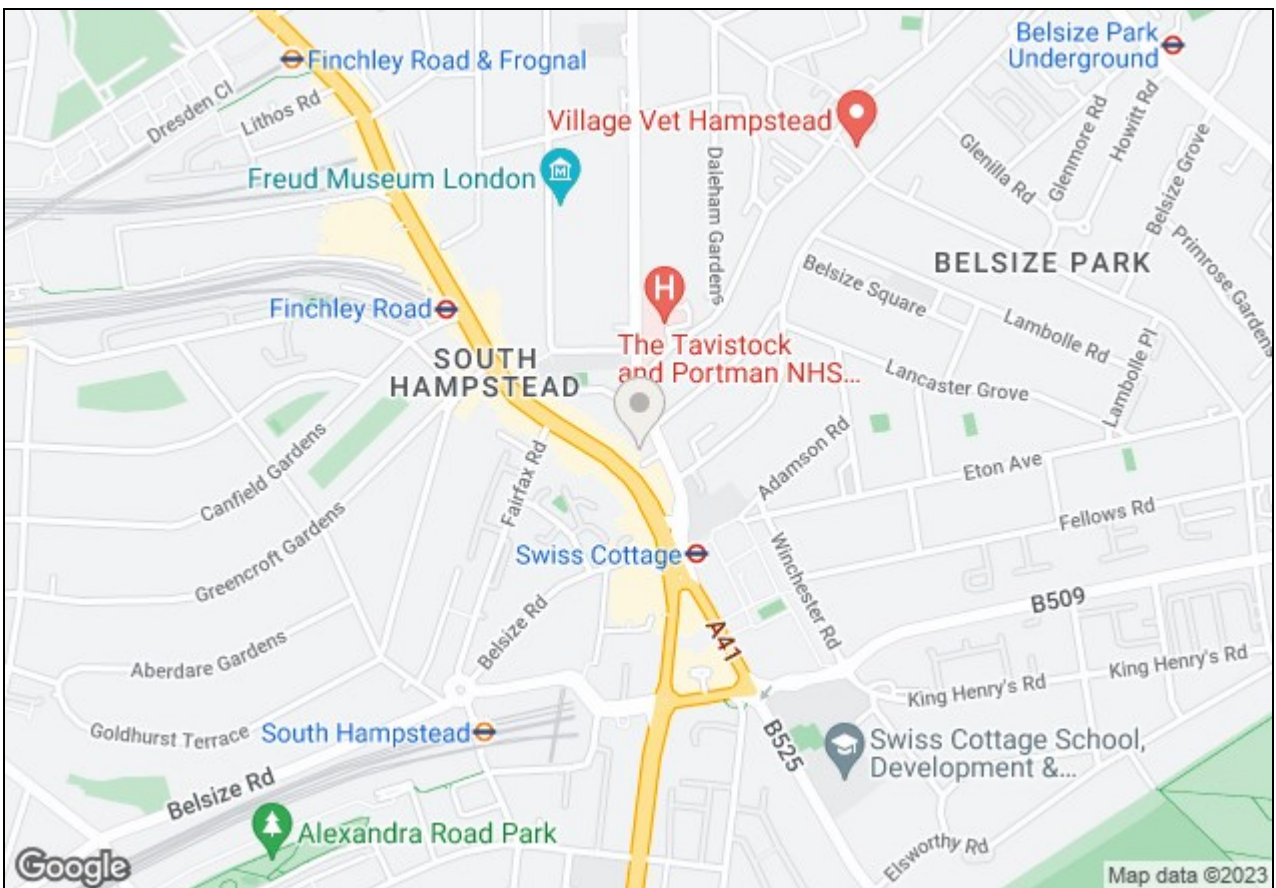 Belsize Park
Underground
Finchley Road & Frognal
Dresden Cl
Lithos Rd
Village Vet Hampstead
Glenmore Rd
Howitt Rd
Glenilla Rd
Belsize Grove
Freud Museum London
M
Daleham Gardens
Primrose Gardens
BELSIZE PARK
Belsize Square
H
Finchley Road
Lambolle Rd
Lambolle Pl
SOUTH
HAMPSTEAD
The Tavistock
and Portman NHS...
Lancaster Grove
Canfield Gardens
Fairfax Rd
Adamson Rd
Eton Ave
Fellows Rd
Greencroft Gardens
Swiss Cottage
Winchester Rd
B509
Belsize Rd
A41
Aberdare Gardens
King Henry's Rd
King Henry's Rd
Goldhurst Terrace
South Hampstead
B525
Swiss Cottage School,
Development &...
Belsize Rd
Alexandra Road Park
Elsworthy Rd
Google
Map data ©2023